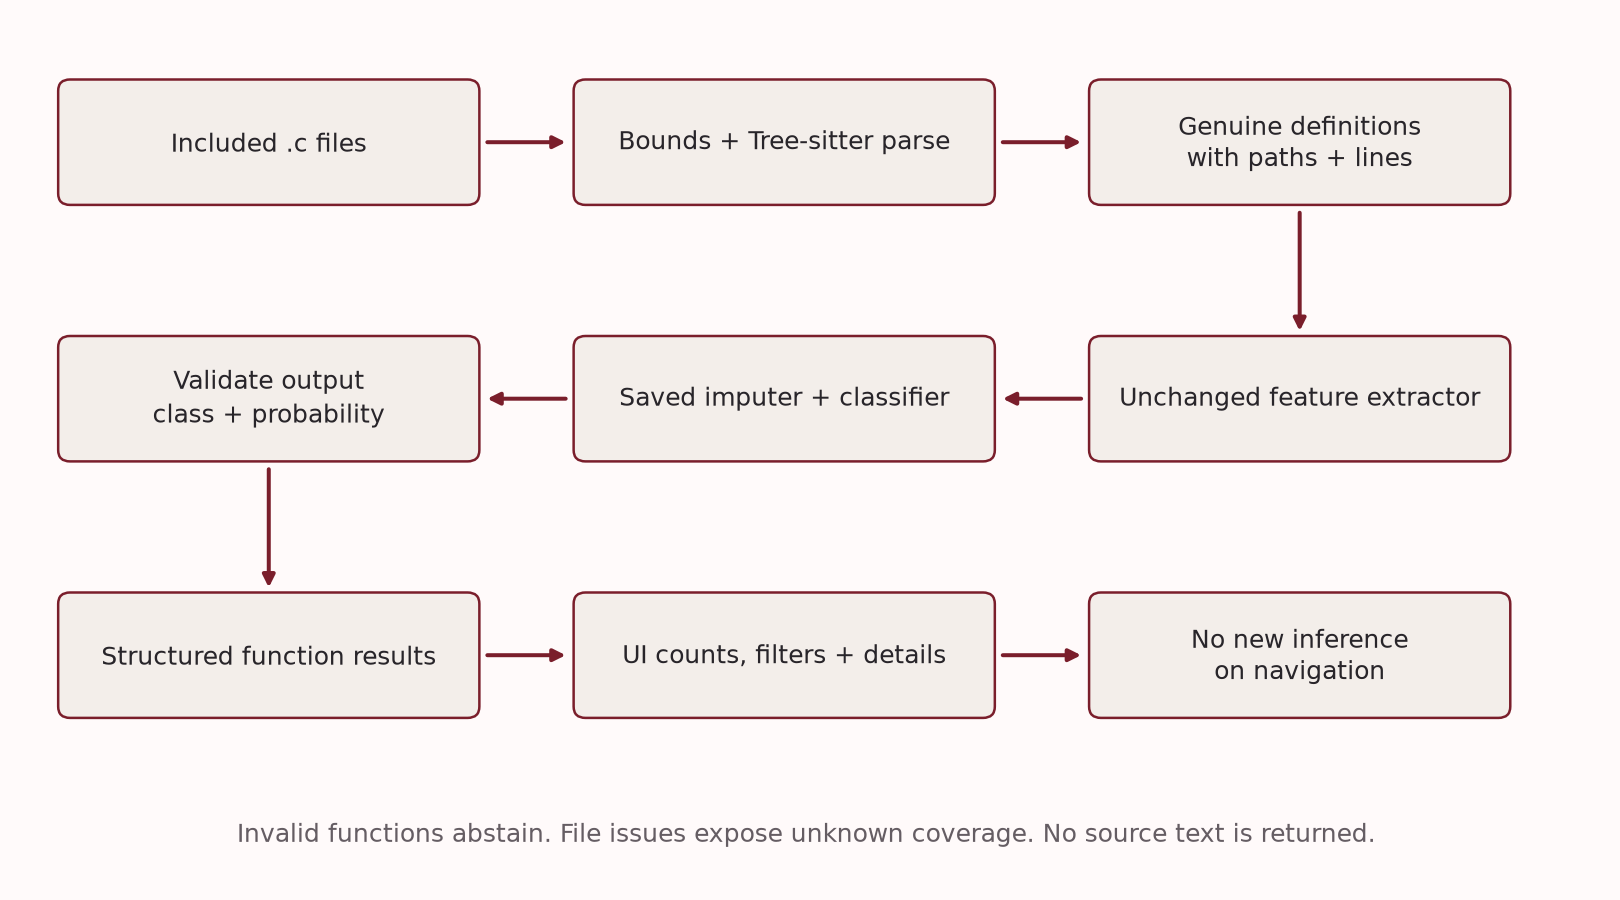 Included .c files
Bounds + Tree-sitter parse
Genuine definitions
with paths + lines
Unchanged feature extractor
Saved imputer + classifier
Validate output
class + probability
Structured function results
UI counts, filters + details
No new inference
on navigation
Invalid functions abstain. File issues expose unknown coverage. No source text is returned.